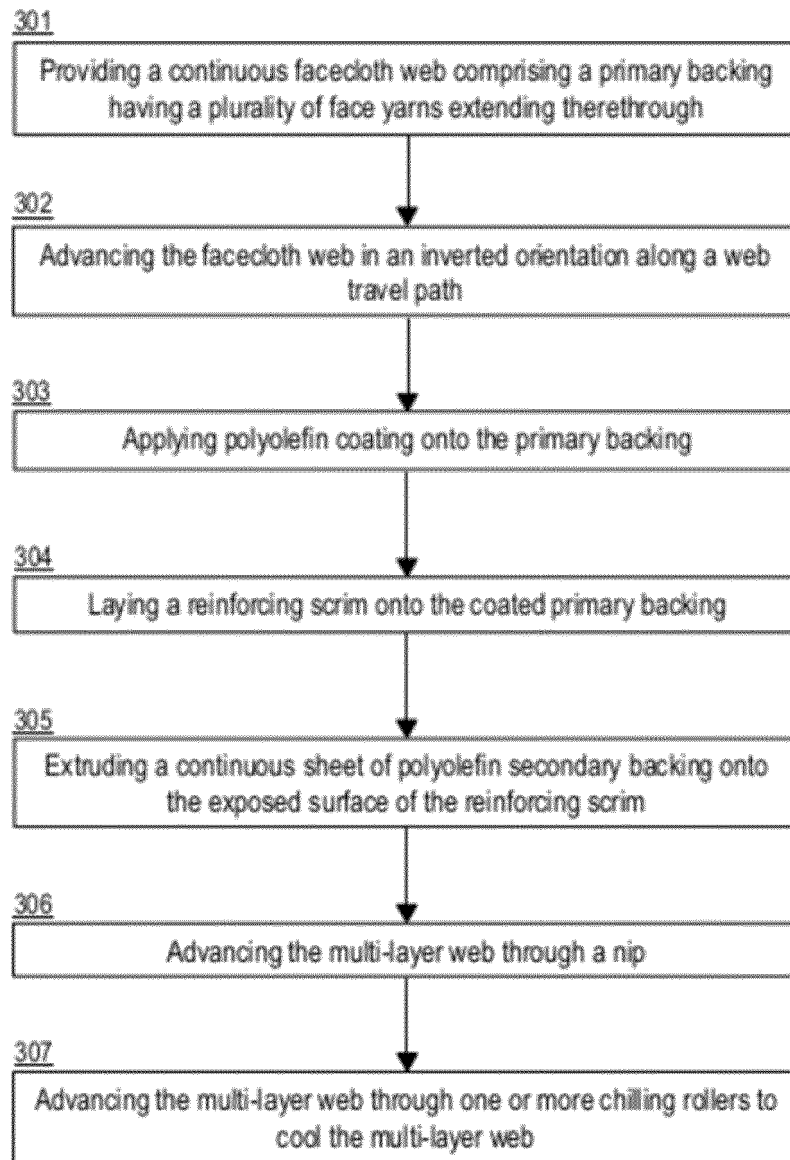 301
Providing a continuous facecloth web comprising a primary backing
having a plurality of face yarns extending therethrough
302
Advancing the facecloth web in an inverted orientation along a web
travel path
303
Applying polyolefin coating onto the primary backing
304
Laying a reinforcing scrim onto the coated primary backing
305
Extruding a continuous sheet of polyolefin secondary backing onto
the exposed surface of the reinforcing scrim
306
Advancing the multi-layer web through a nip
307
Advancing the multi-layer web through one or more chilling rollers to
cool the multi-layer web